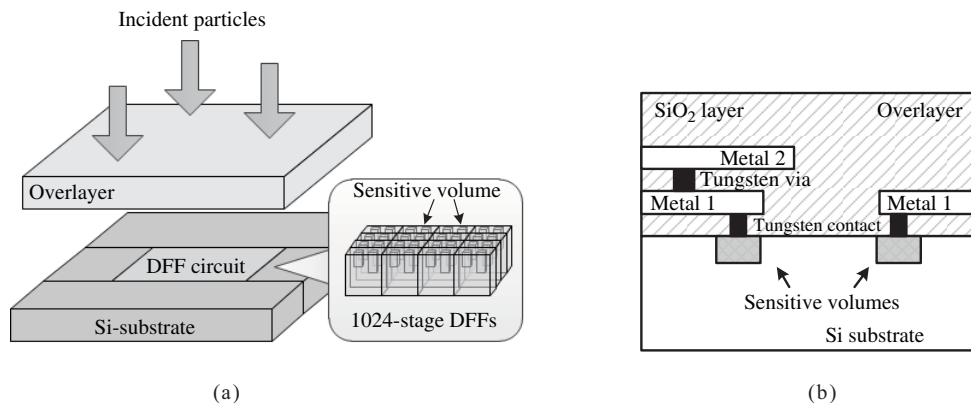 Incident particles
Overlayer
Sensitive volume
DFF circuit
Si-substrate
1024-stage DFFs
(a)
SiO₂ layer
Overlayer
Metal 2
Tungsten via
Metal 1
Metal 1
Tungsten contact
Sensitive volumes
Si substrate
(b)